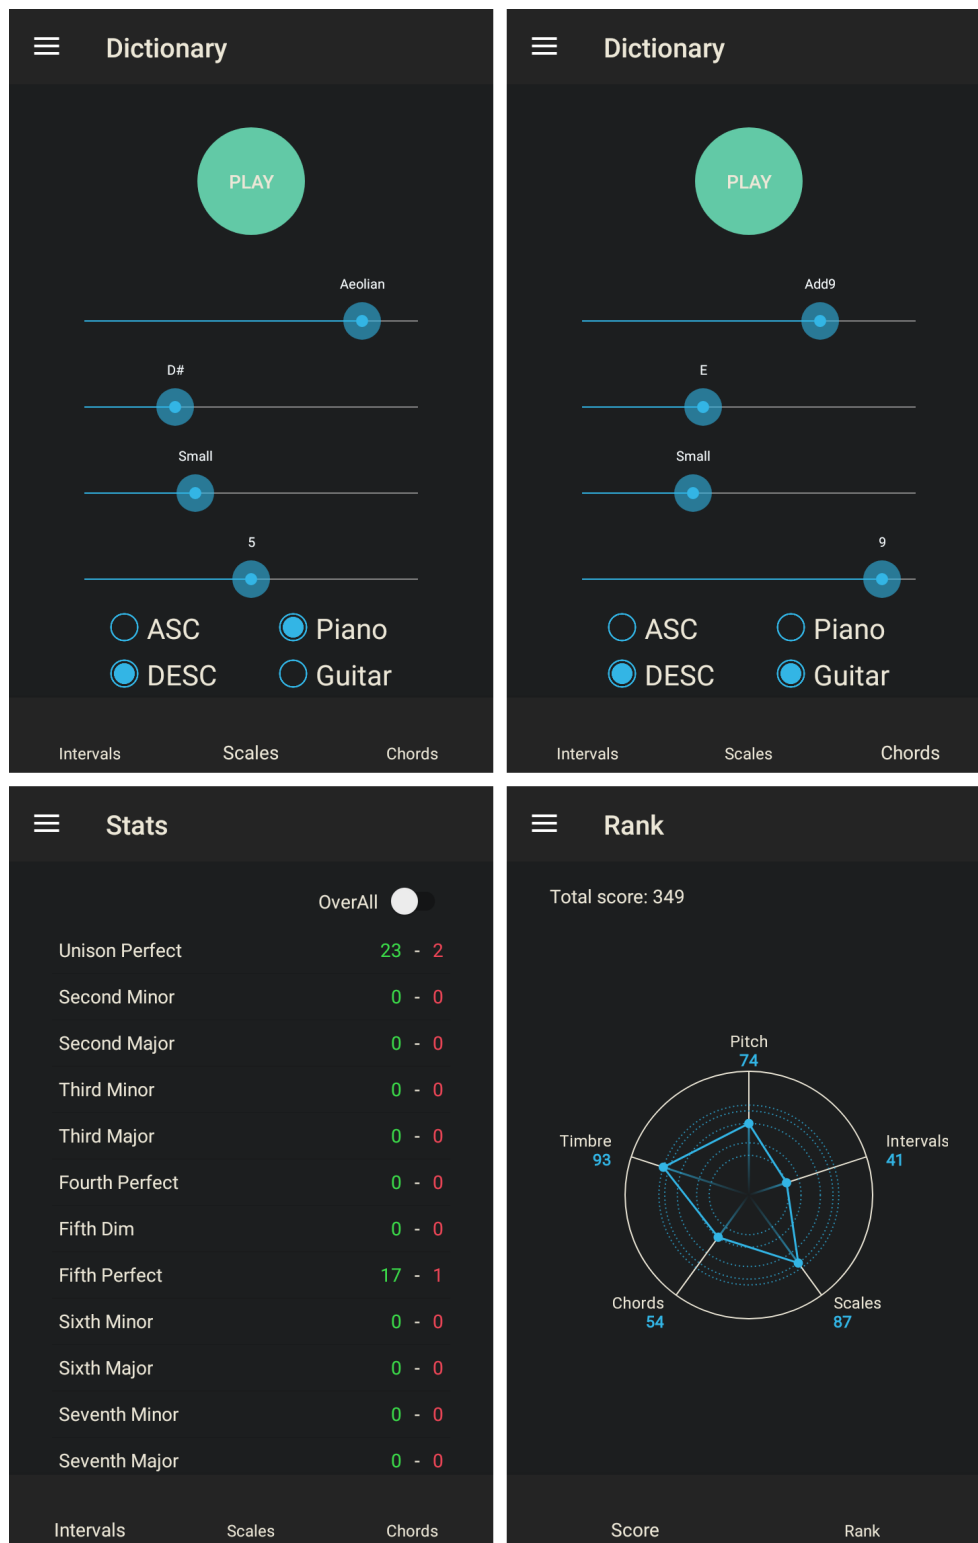 Dictionary
PLAY
Aeolian
D#
Small
5
ASC Piano
DESC Guitar
Intervals Scales Chords
Dictionary
PLAY
Add9
E
Small
9
ASC Piano
DESC Guitar
Intervals Scales Chords
Stats
OverAll
Unison Perfect 23 - 2
Second Minor 0 - 0
Second Major 0 - 0
Third Minor 0 - 0
Third Major 0 - 0
Fourth Perfect 0 - 0
Fifth Dim 0 - 0
Fifth Perfect 17 - 1
Sixth Minor 0 - 0
Sixth Major 0 - 0
Seventh Minor 0 - 0
Seventh Major 0 - 0
Intervals Scales Chords
Rank
Total score: 349
Pitch
74
Timbre
93
Intervals
41
Chords
54
Scales
87
Score Rank